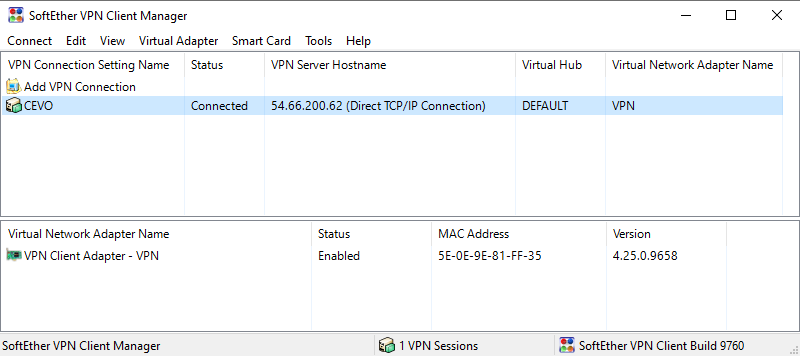 SoftEther VPN Client Manager
Connect Edit View Virtual Adapter Smart Card Tools Help
VPN Connection Setting Name Status VPN Server Hostname Virtual Hub Virtual Network Adapter Name
Add VPN Connection
CEVO Connected 54.66.200.62 (Direct TCP/IP Connection) DEFAULT VPN
Virtual Network Adapter Name Status MAC Address Version
VPN Client Adapter - VPN Enabled 5E-0E-9E-81-FF-35 4.25.0.9658
SoftEther VPN Client Manager 1 VPN Sessions SoftEther VPN Client Build 9760